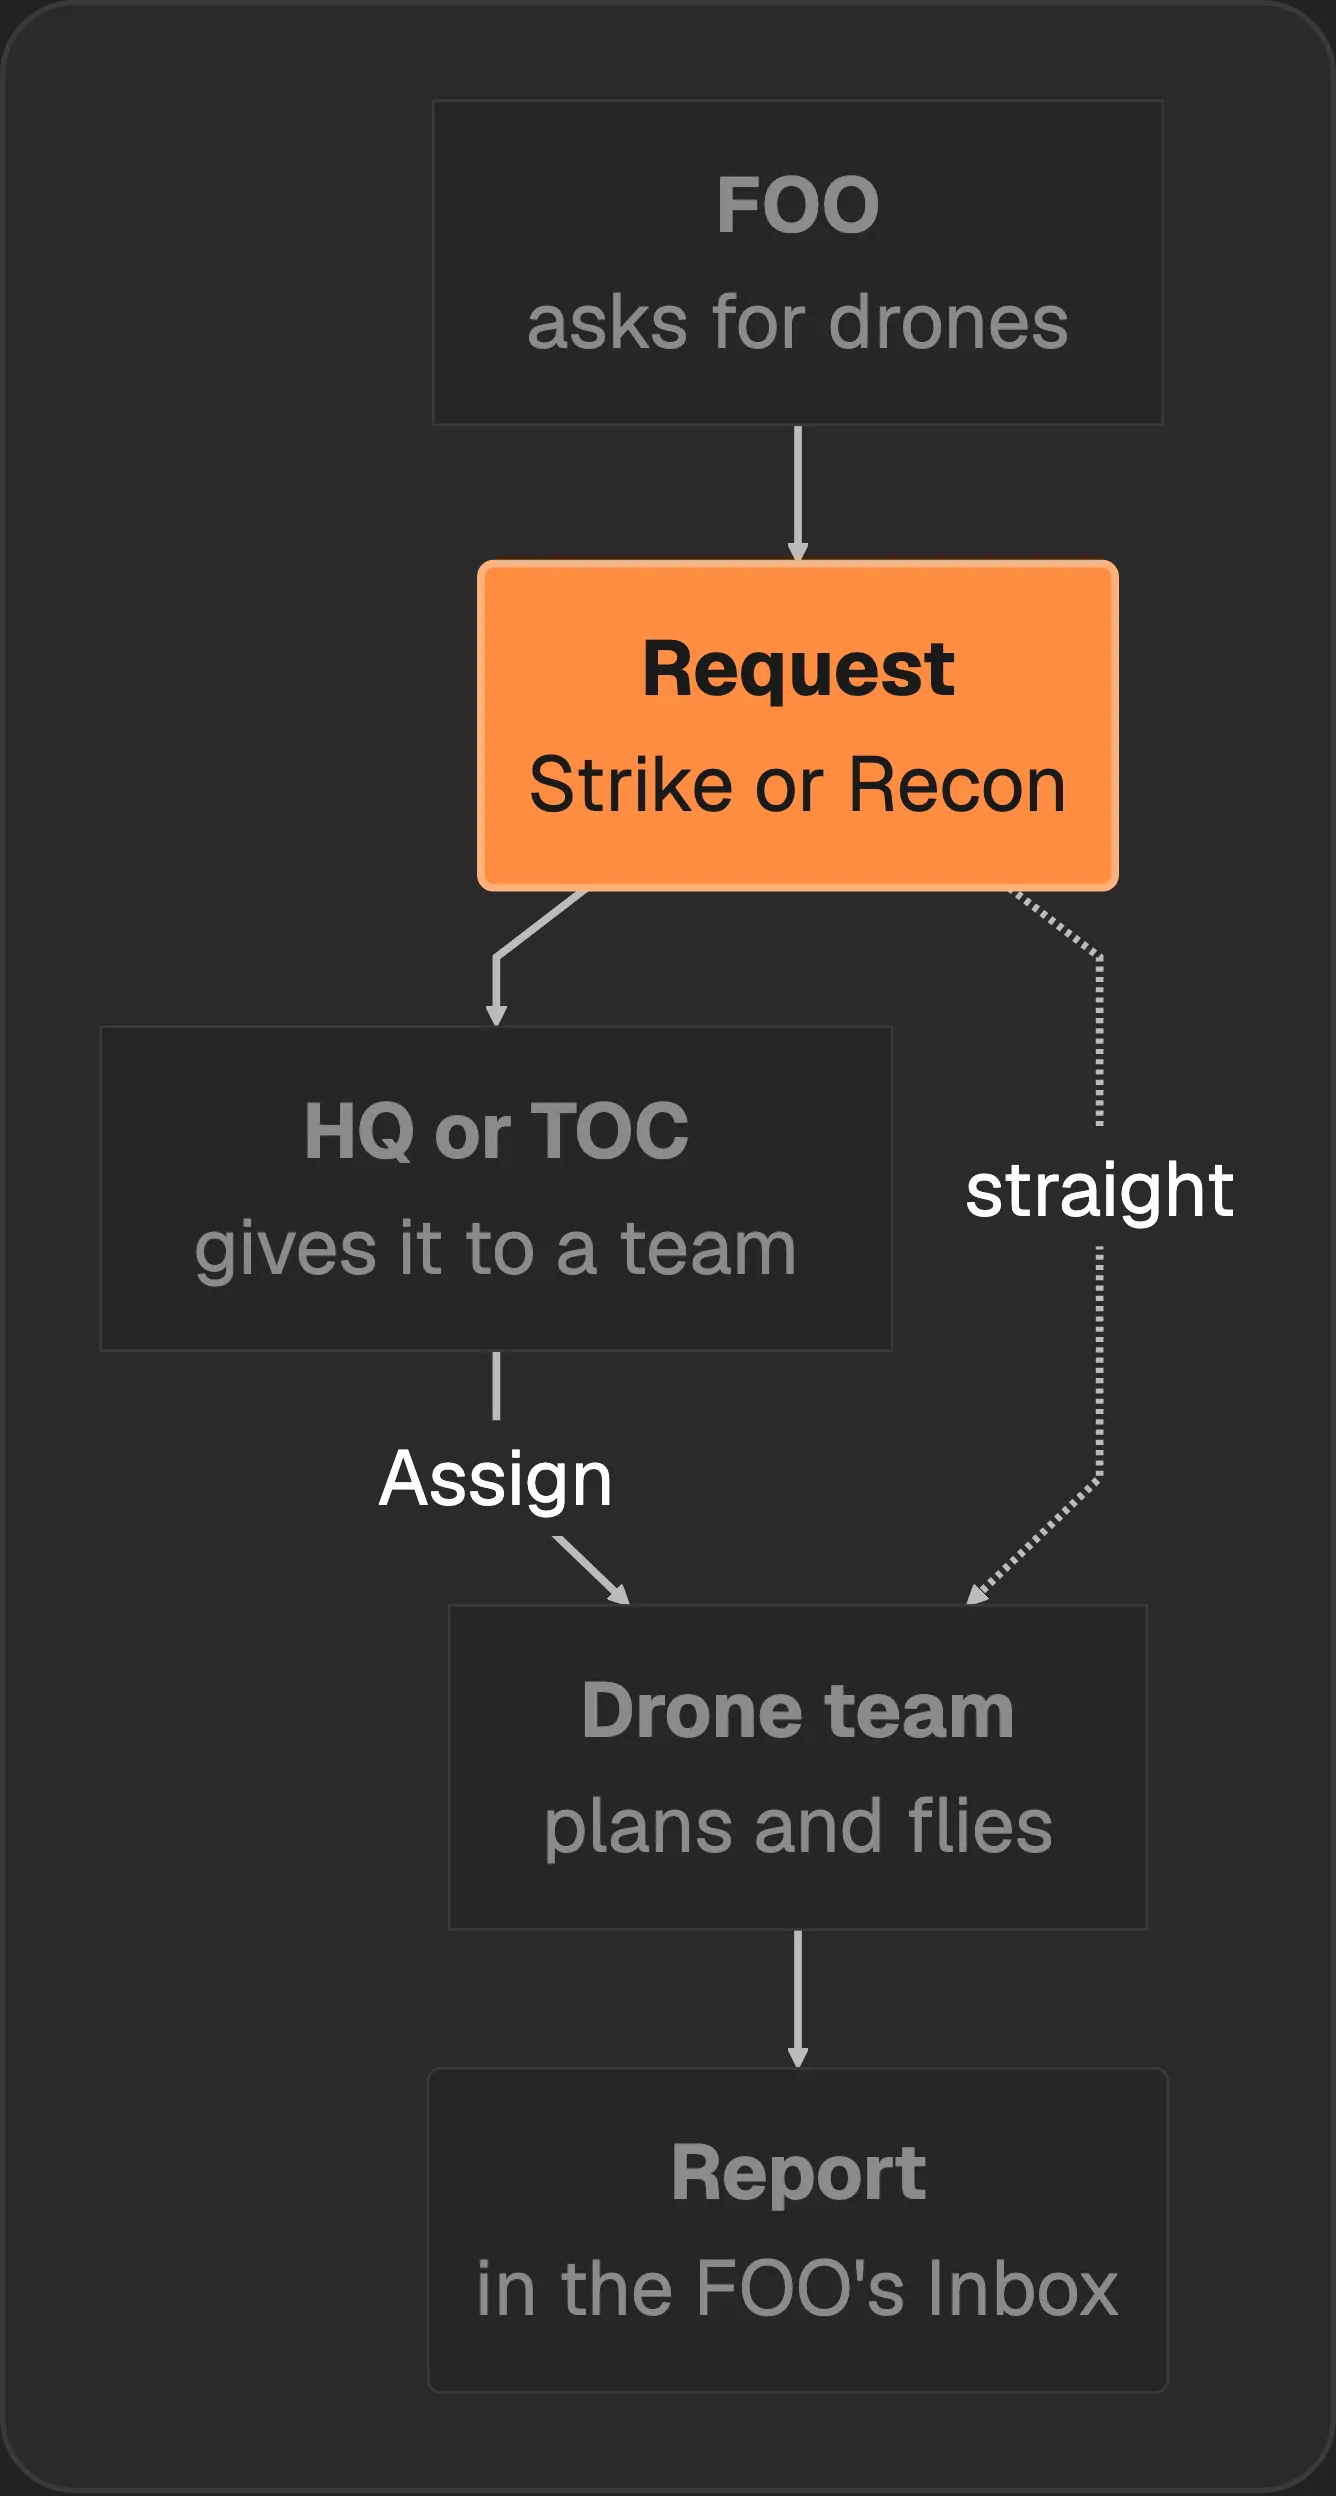 FOO
asks for drones
Request
Strike or Recon
HQ or TOC
gives it to a team
straight
Assign
Drone team
plans and flies
Report
in the FOO's Inbox